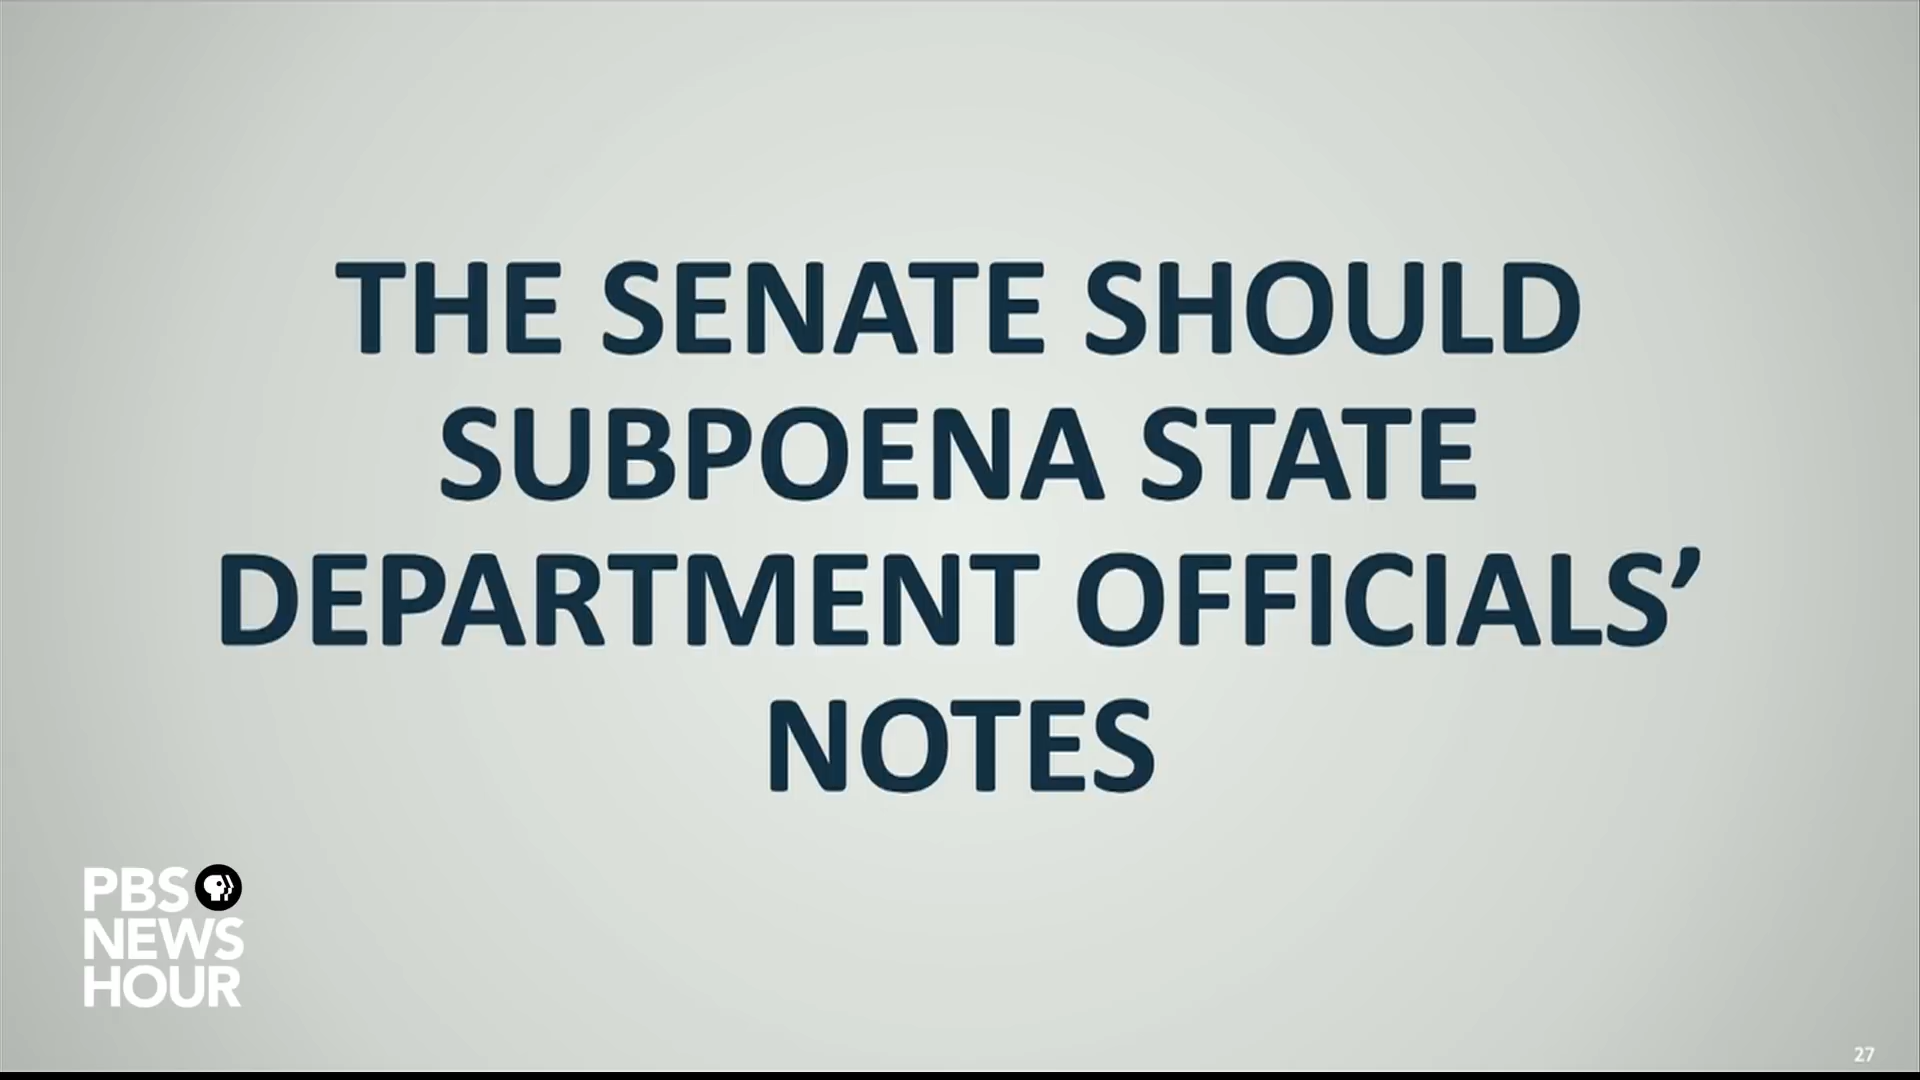 THE SENATE SHOULD
SUBPOENA STATE
DEPARTMENT OFFICIALS’
NOTES
PBS
NEWS
HOUR
27